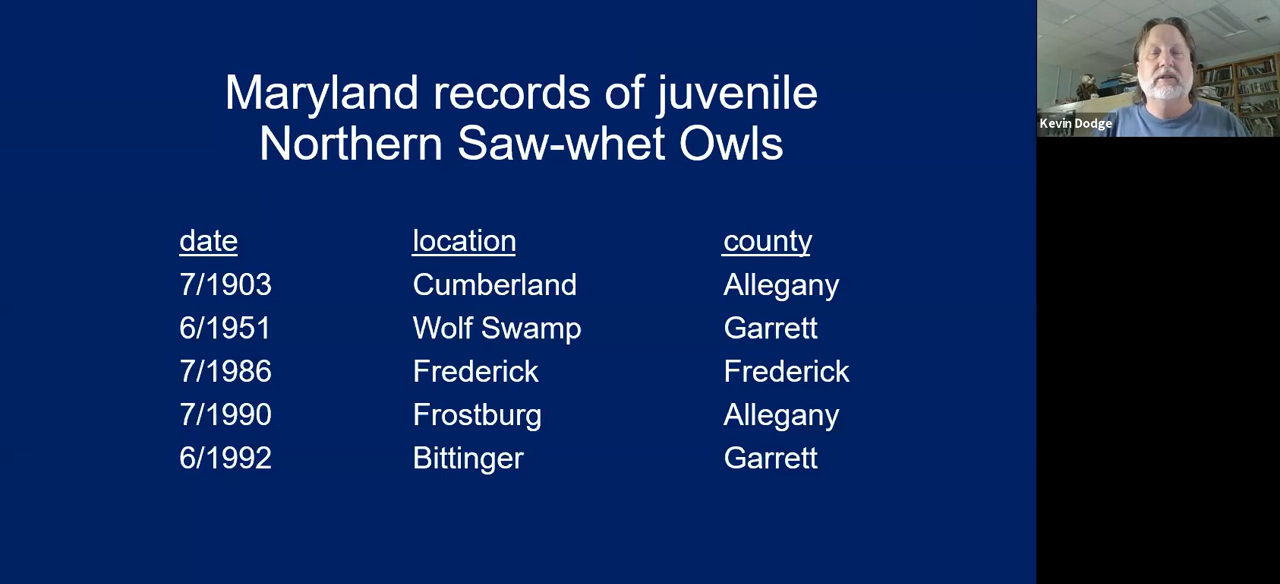 Maryland records of juvenile
Northern Saw-whet Owls
date location county
7/1903 Cumberland Allegany
6/1951 Wolf Swamp Garrett
7/1986 Frederick Frederick
7/1990 Frostburg Allegany
6/1992 Bittinger Garrett
Kevin Dodge